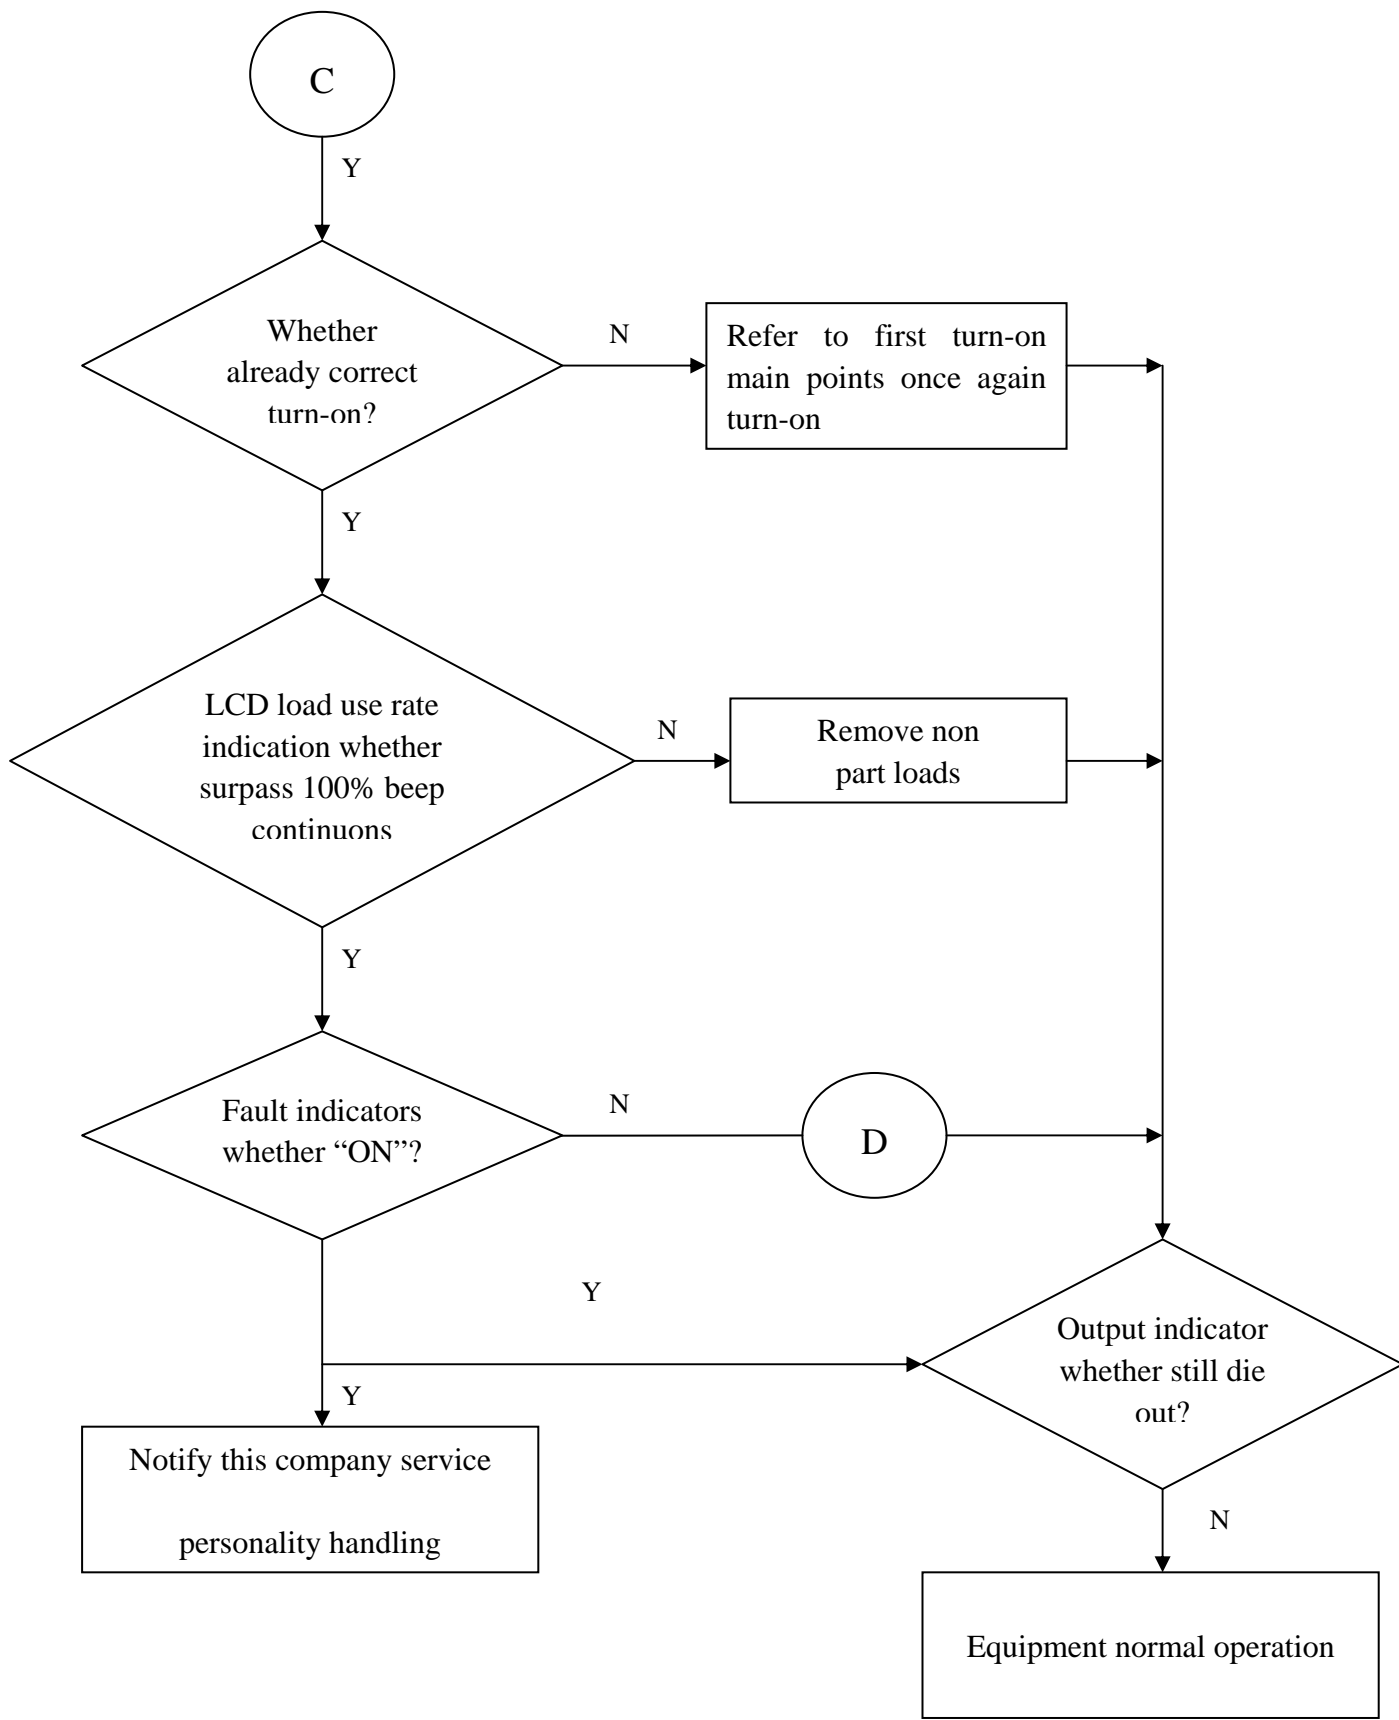 C
Y
Whether
already correct
turn-on?
N
Refer to first turn-on
main points once again
turn-on
Y
LCD load use rate
indication whether
surpass 100% beep
continuons
N
Remove non
part loads
Y
Fault indicators
whether “ON”?
N
D
Y
Output indicator
whether still die
out?
Y
Notify this company service
personality handling
N
Equipment normal operation